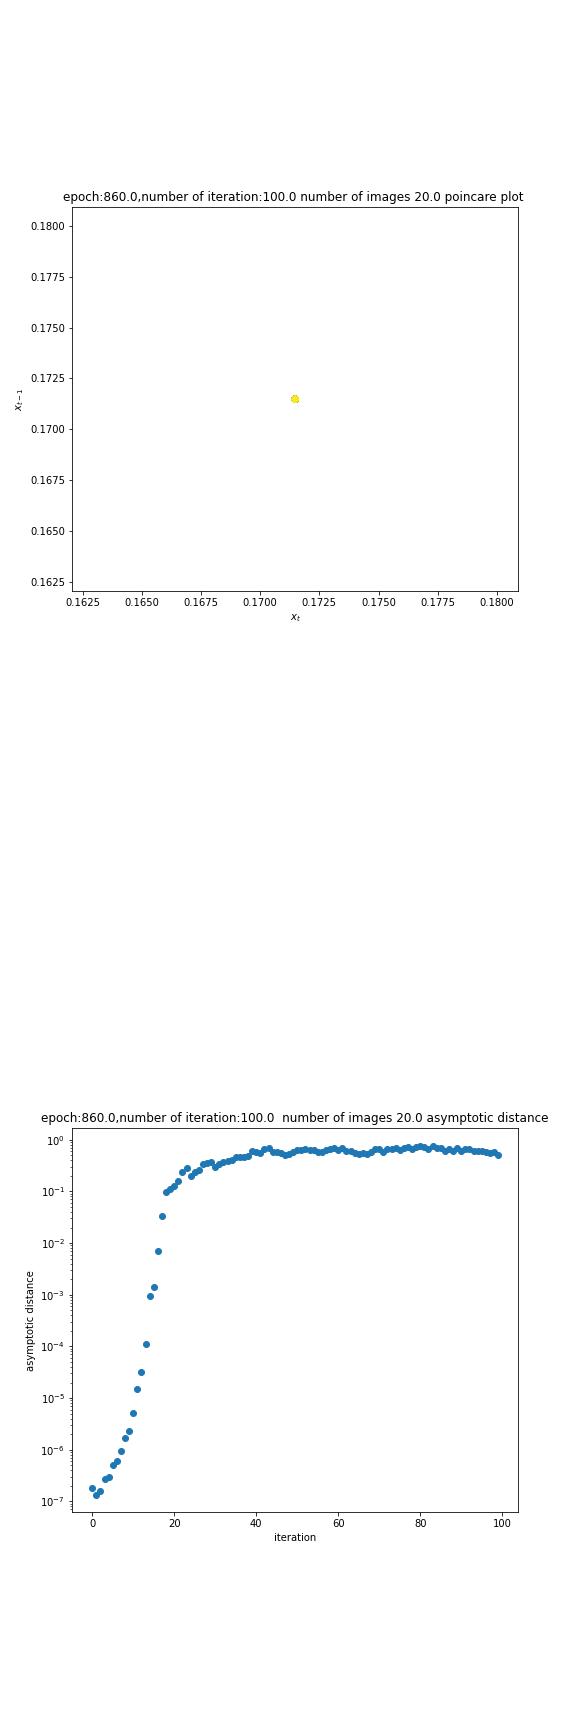 epoch:860.0,number of iteration:100.0 number of images 20.0 poincare plot
0.1800
0.1775
0.1750
0.1725
0.1700
0.1675
0.1650
0.1625
x_{t-1}
0.1625 0.1650 0.1675 0.1700 0.1725 0.1750 0.1775 0.1800
x_t
epoch:860.0,number of iteration:100.0  number of images 20.0 asymptotic distance
10^0
10^{-1}
10^{-2}
10^{-3}
10^{-4}
10^{-5}
10^{-6}
10^{-7}
asymptotic distance
0 20 40 60 80 100
iteration